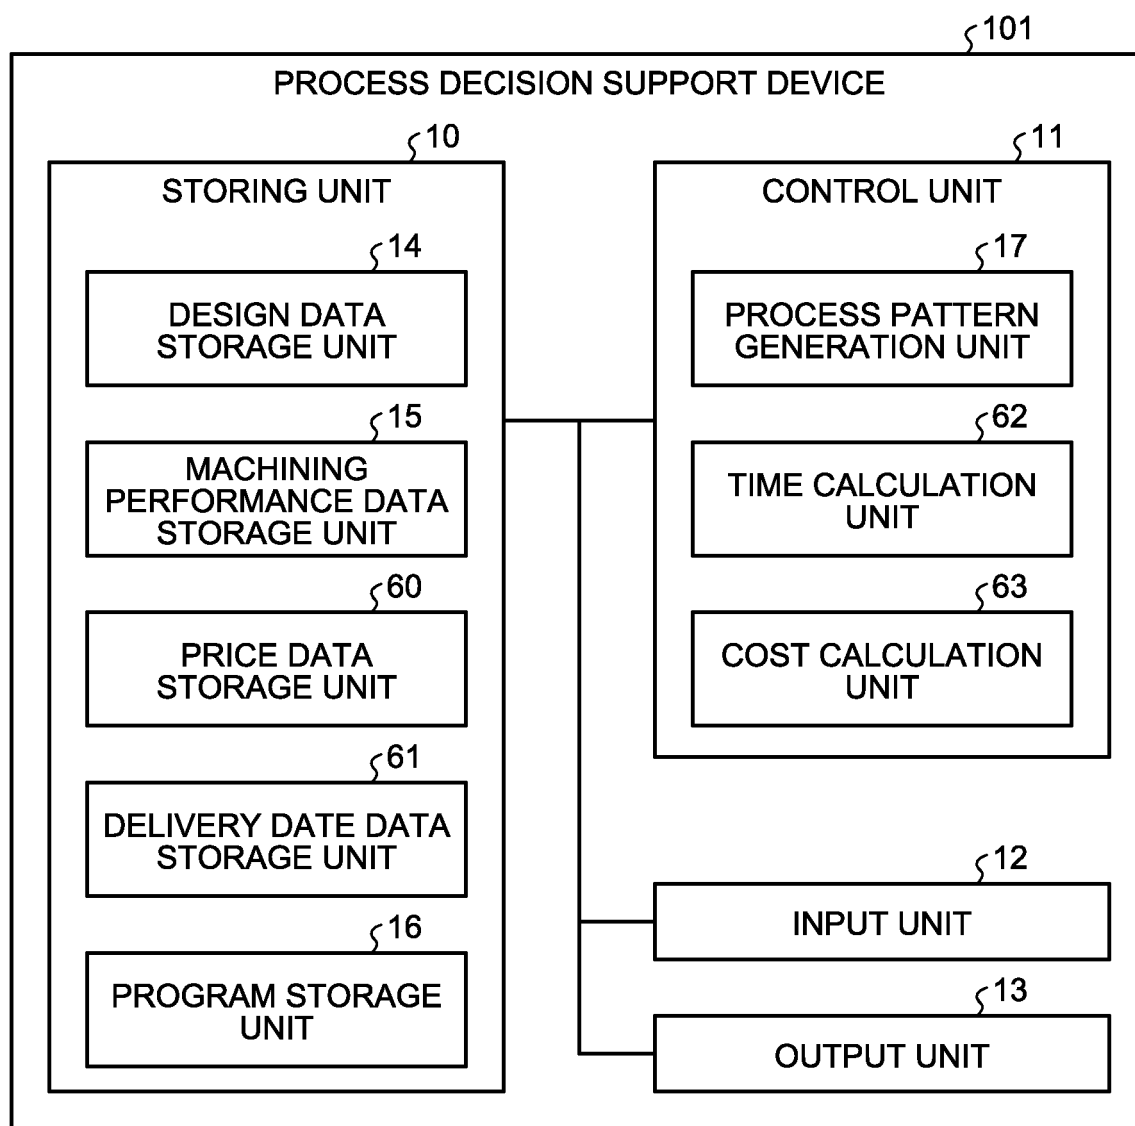 101
PROCESS DECISION SUPPORT DEVICE
10
STORING UNIT
14
DESIGN DATA
STORAGE UNIT
15
MACHINING
PERFORMANCE DATA
STORAGE UNIT
60
PRICE DATA
STORAGE UNIT
61
DELIVERY DATE DATA
STORAGE UNIT
16
PROGRAM STORAGE
UNIT
11
CONTROL UNIT
17
PROCESS PATTERN
GENERATION UNIT
62
TIME CALCULATION
UNIT
63
COST CALCULATION
UNIT
12
INPUT UNIT
13
OUTPUT UNIT